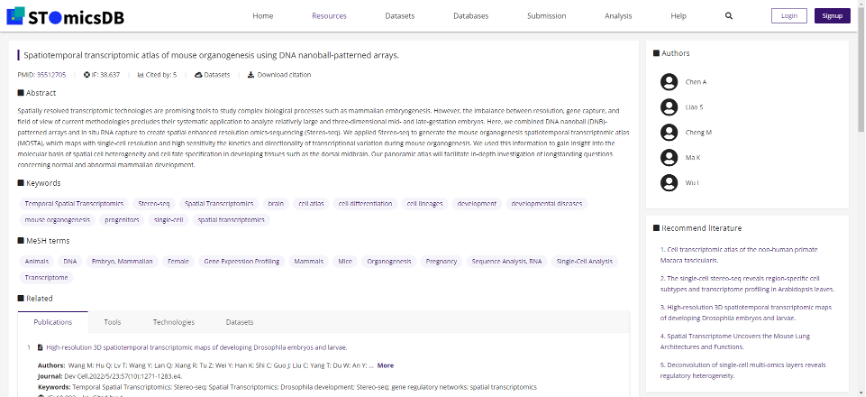 STOmicsDB
Home Resources Datasets Databases Submission Analysis Help Login Signup
Spatiotemporal transcriptomic atlas of mouse organogenesis using DNA nanoball-patterned arrays.
PMID: 35512705 IF: 38.637 Cited by: 5 Datasets Download citation
Abstract
Spatially resolved transcriptomic technologies are promising tools to study complex biological processes such as mammalian embryogenesis. However, the imbalance between resolution, gene capture, and
field of view of current methodologies precludes their systematic application to analyze relatively large and three-dimensional mid- and late-gestation embryos. Here, we combined DNA nanoball (DNB)-
patterned arrays and in situ RNA capture to create spatial enhanced resolution omics-sequencing (Stereo-seq). We applied Stereo-seq to generate the mouse organogenesis spatiotemporal transcriptomic atlas
(MOSTA), which maps with single-cell resolution and high sensitivity the kinetics and directionality of transcriptional variation during mouse organogenesis. We used this information to gain insight into the
molecular basis of spatial cell heterogeneity and cell fate specification in developing tissues such as the dorsal midbrain. Our panoramic atlas will facilitate in-depth investigation of longstanding questions
concerning normal and abnormal mammalian development.
Keywords
Temporal Spatial Transcriptomics Stereo-seq Spatial Transcriptomics brain cell atlas cell differentiation cell lineages development developmental diseases
mouse organogenesis progenitors single-cell spatial transcriptomics
MeSH terms
Animals DNA Embryo, Mammalian Female Gene Expression Profiling Mammals Mice Organogenesis Pregnancy Sequence Analysis, RNA Single-Cell Analysis
Transcriptome
Related
Publications Tools Technologies Datasets
1 High-resolution 3D spatiotemporal transcriptomic maps of developing Drosophila embryos and larvae.
Authors: Wang M; Hu Q; Lv T; Wang Y; Lan Q; Xiang R; Tu Z; Wei Y; Han K; Shi C; Guo J; Liu C; Yang T; Du W; An Y; ... More
Journal: Dev Cell.2022/5/23;57(10):1271-1283.e4.
Keywords: Temporal Spatial Transcriptomics; Stereo-seq; Spatial Transcriptomics; Drosophila development; Stereo-seq; gene regulatory networks; spatial transcriptomics
Authors
Chen A
Liao S
Cheng M
Ma K
Wu L
Recommend literature
1. Cell transcriptomic atlas of the non-human primate
Macaca fascicularis.
2. The single-cell stereo-seq reveals region-specific cell
subtypes and transcriptome profiling in Arabidopsis leaves.
3. High-resolution 3D spatiotemporal transcriptomic maps
of developing Drosophila embryos and larvae.
4. Spatial Transcriptome Uncovers the Mouse Lung
Architectures and Functions.
5. Deconvolution of single-cell multi-omics layers reveals
regulatory heterogeneity.